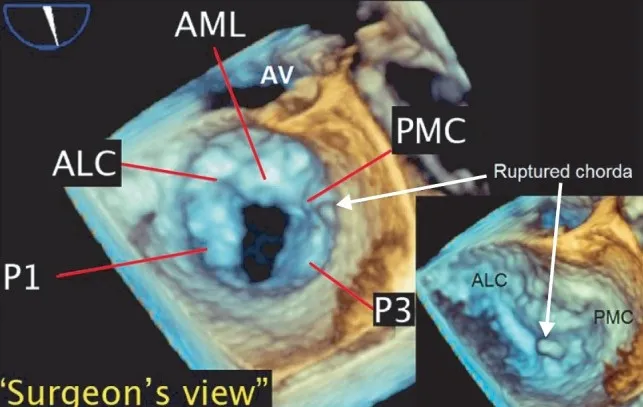 AML
AV
PMC
ALC
Ruptured chorda
P1
ALC
PMC
P3
“Surgeon’s view”